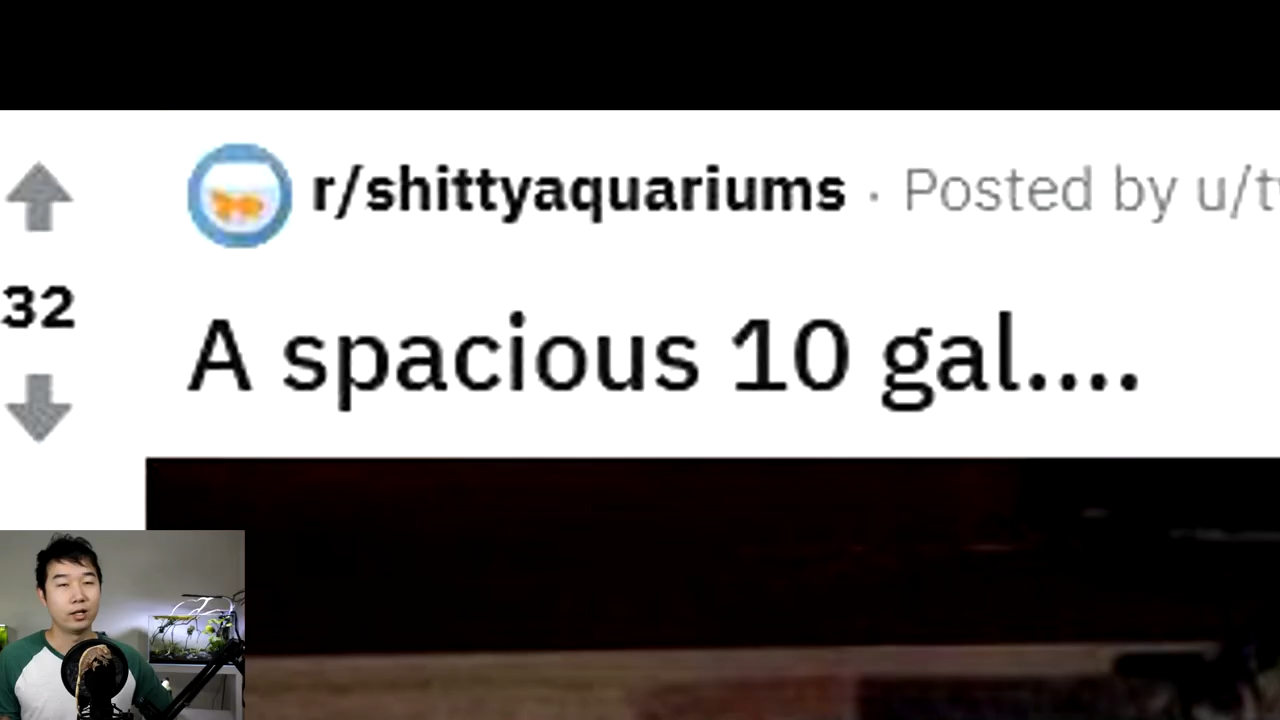 r/shittyaquariums · Posted by u/
32
A spacious 10 gal....